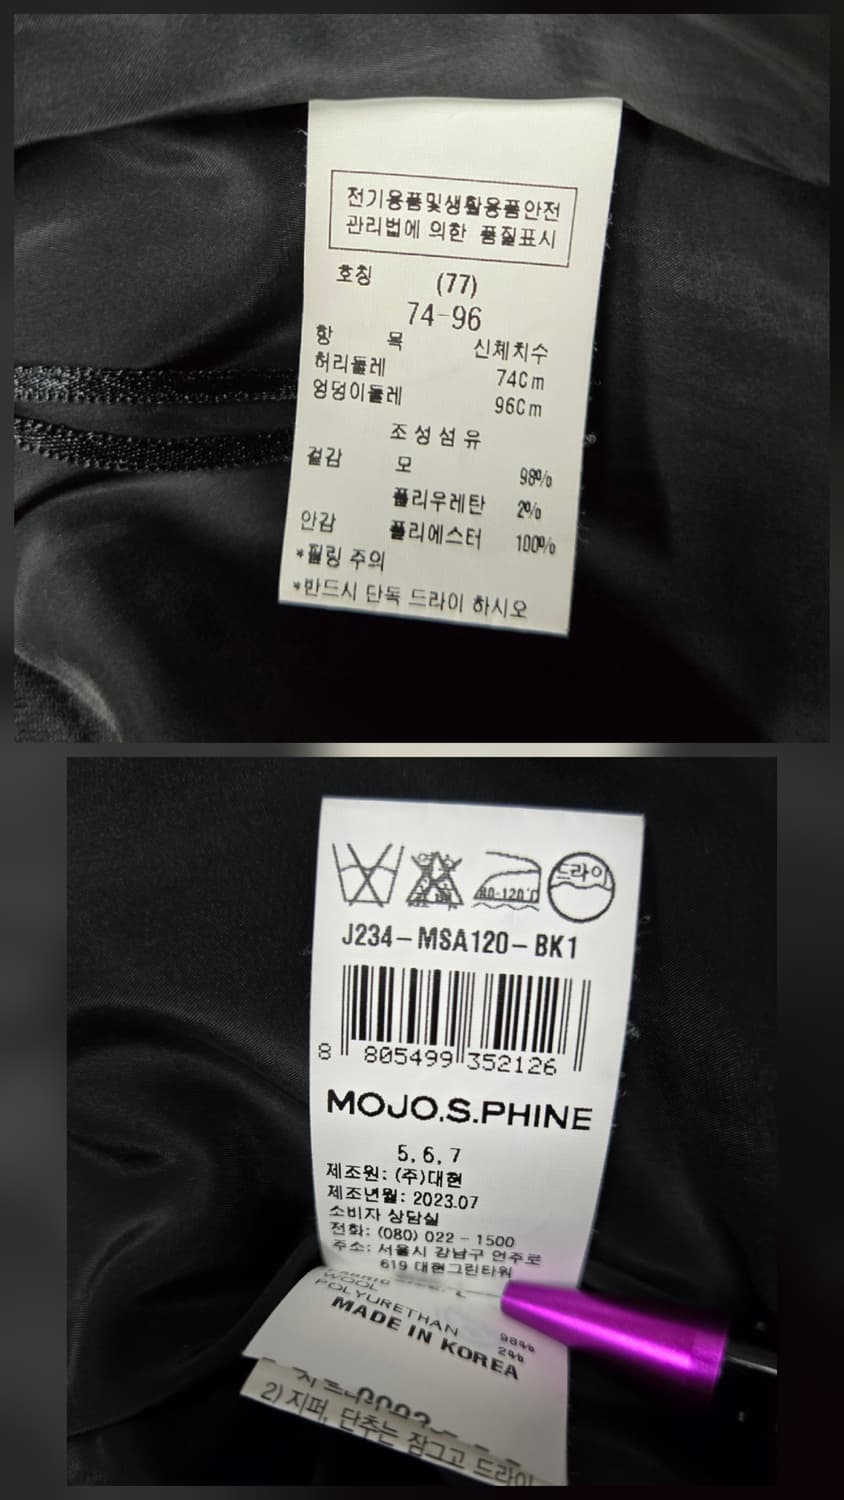 전기용품및생활용품안전
관리법에 의한 품질표시
호칭 (77)
74-96
항 목 신체치수
허리둘레 74Cm
엉덩이둘레 96Cm
조성섬유
겉감 모 98%
폴리우레탄 2%
안감 폴리에스터 100%
*필링 주의
*반드시 단독 드라이 하시오
80-120℃ 드라이
J234-MSA120-BK1
8 805499 352126
MOJO.S.PHINE
5, 6, 7
제조원: (주)대현
제조년월: 2023.07
소비자 상담실
전화: (080) 022 - 1500
주소: 서울시 강남구 언주로
619 대현그린타워
WOOL 98%
POLYURETHAN 2%
MADE IN KOREA
2) 지퍼, 단추는 잠그고 드라이